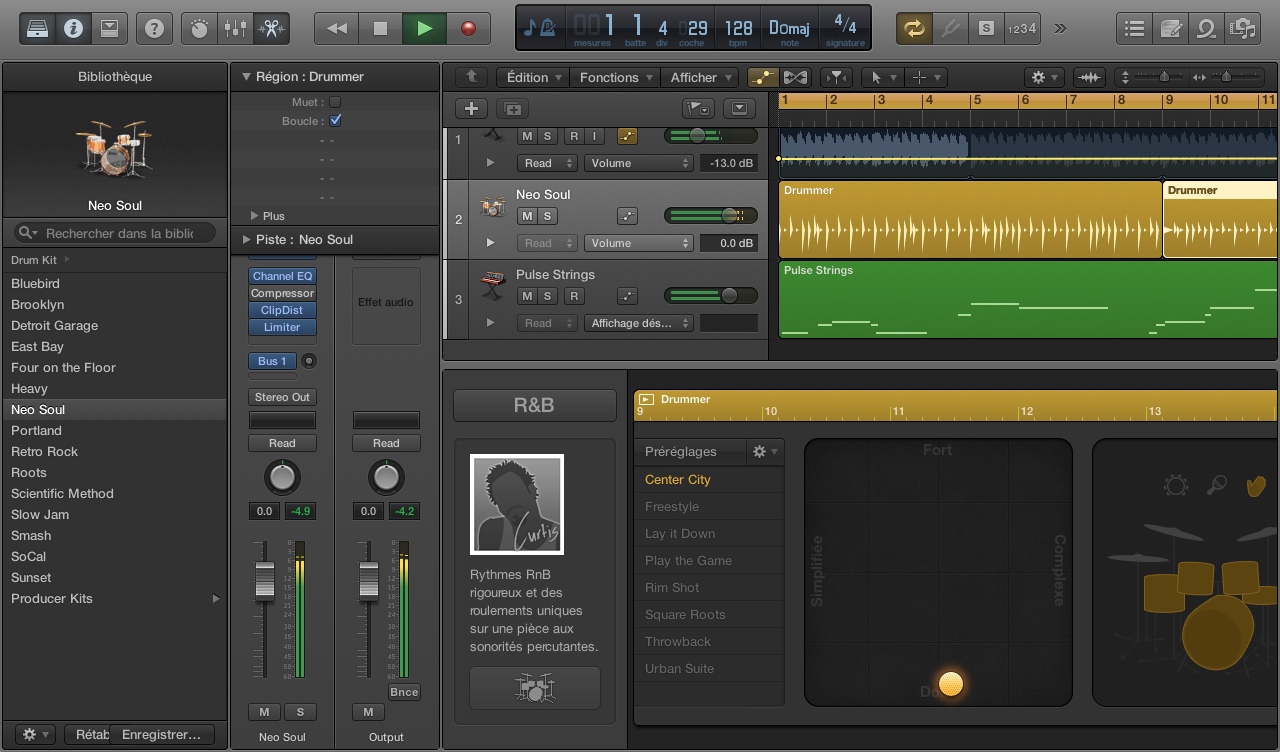 1 1 4 29 128 Domaj 4/4
mesures batte div coche bpm note signature
S 1234
Bibliothèque
Neo Soul
Rechercher dans la biblic
Drum Kit
Bluebird
Brooklyn
Detroit Garage
East Bay
Four on the Floor
Heavy
Neo Soul
Portland
Retro Rock
Roots
Scientific Method
Slow Jam
Smash
SoCal
Sunset
Producer Kits
Rétab Enregistrer...
Région : Drummer
Muet :
Boucle :
Plus
Piste : Neo Soul
Channel EQ
Compressor
ClipDist
Limiter
Bus 1
Stereo Out
Read
0.0 -4.9
M S
Neo Soul
Effet audio
Read
0.0 -4.2
Bnce
M
Output
Édition Fonctions Afficher
1 2 3 4 5 6 7 8 9 10 11
1 M S R I
Read Volume -13.0 dB
Neo Soul
2 M S
Read Volume 0.0 dB
Pulse Strings
3 M S R
Read Affichage dés...
Drummer Drummer
Pulse Strings
R&B
Curtis
Rythmes RnB
rigoureux et des
roulements uniques
sur une pièce aux
sonorités percutantes.
Drummer
9 10 11 12 13
Préréglages
Center City
Freestyle
Lay it Down
Play the Game
Rim Shot
Square Roots
Throwback
Urban Suite
Fort
Simplifiée
Complexe